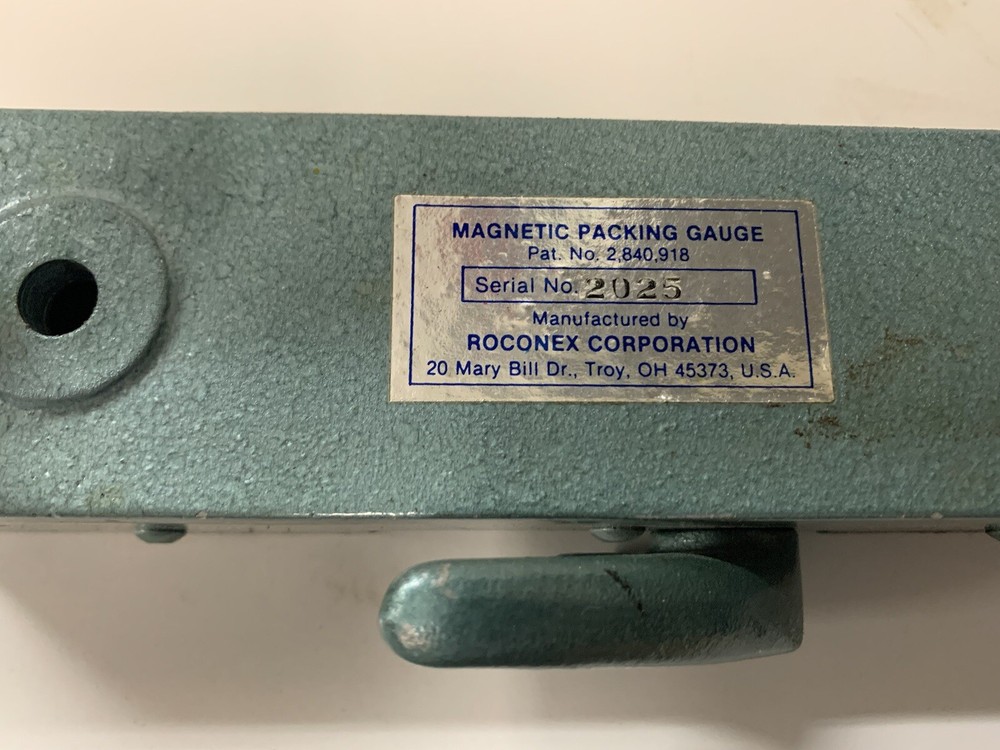 MAGNETIC PACKING GAUGE
Pat. No. 2,840,918
Serial No. 2025
Manufactured by
ROCONEX CORPORATION
20 Mary Bill Dr., Troy, OH 45373, U.S.A.